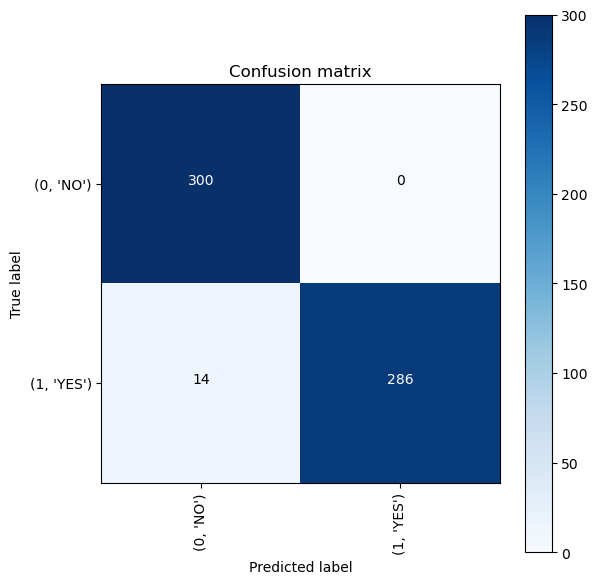 Confusion matrix
True label
(0, 'NO')
(1, 'YES')
300
0
14
286
(0, 'NO')
(1, 'YES')
Predicted label
300
250
200
150
100
50
0